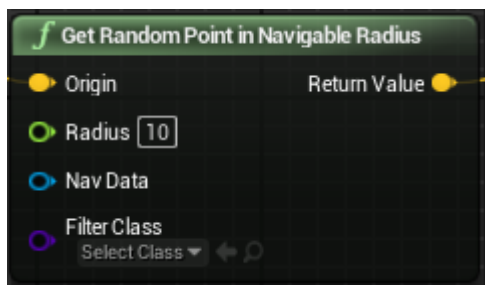 f Get Random Point in Navigable Radius
Origin Return Value
Radius 10
Nav Data
Filter Class
Select Class